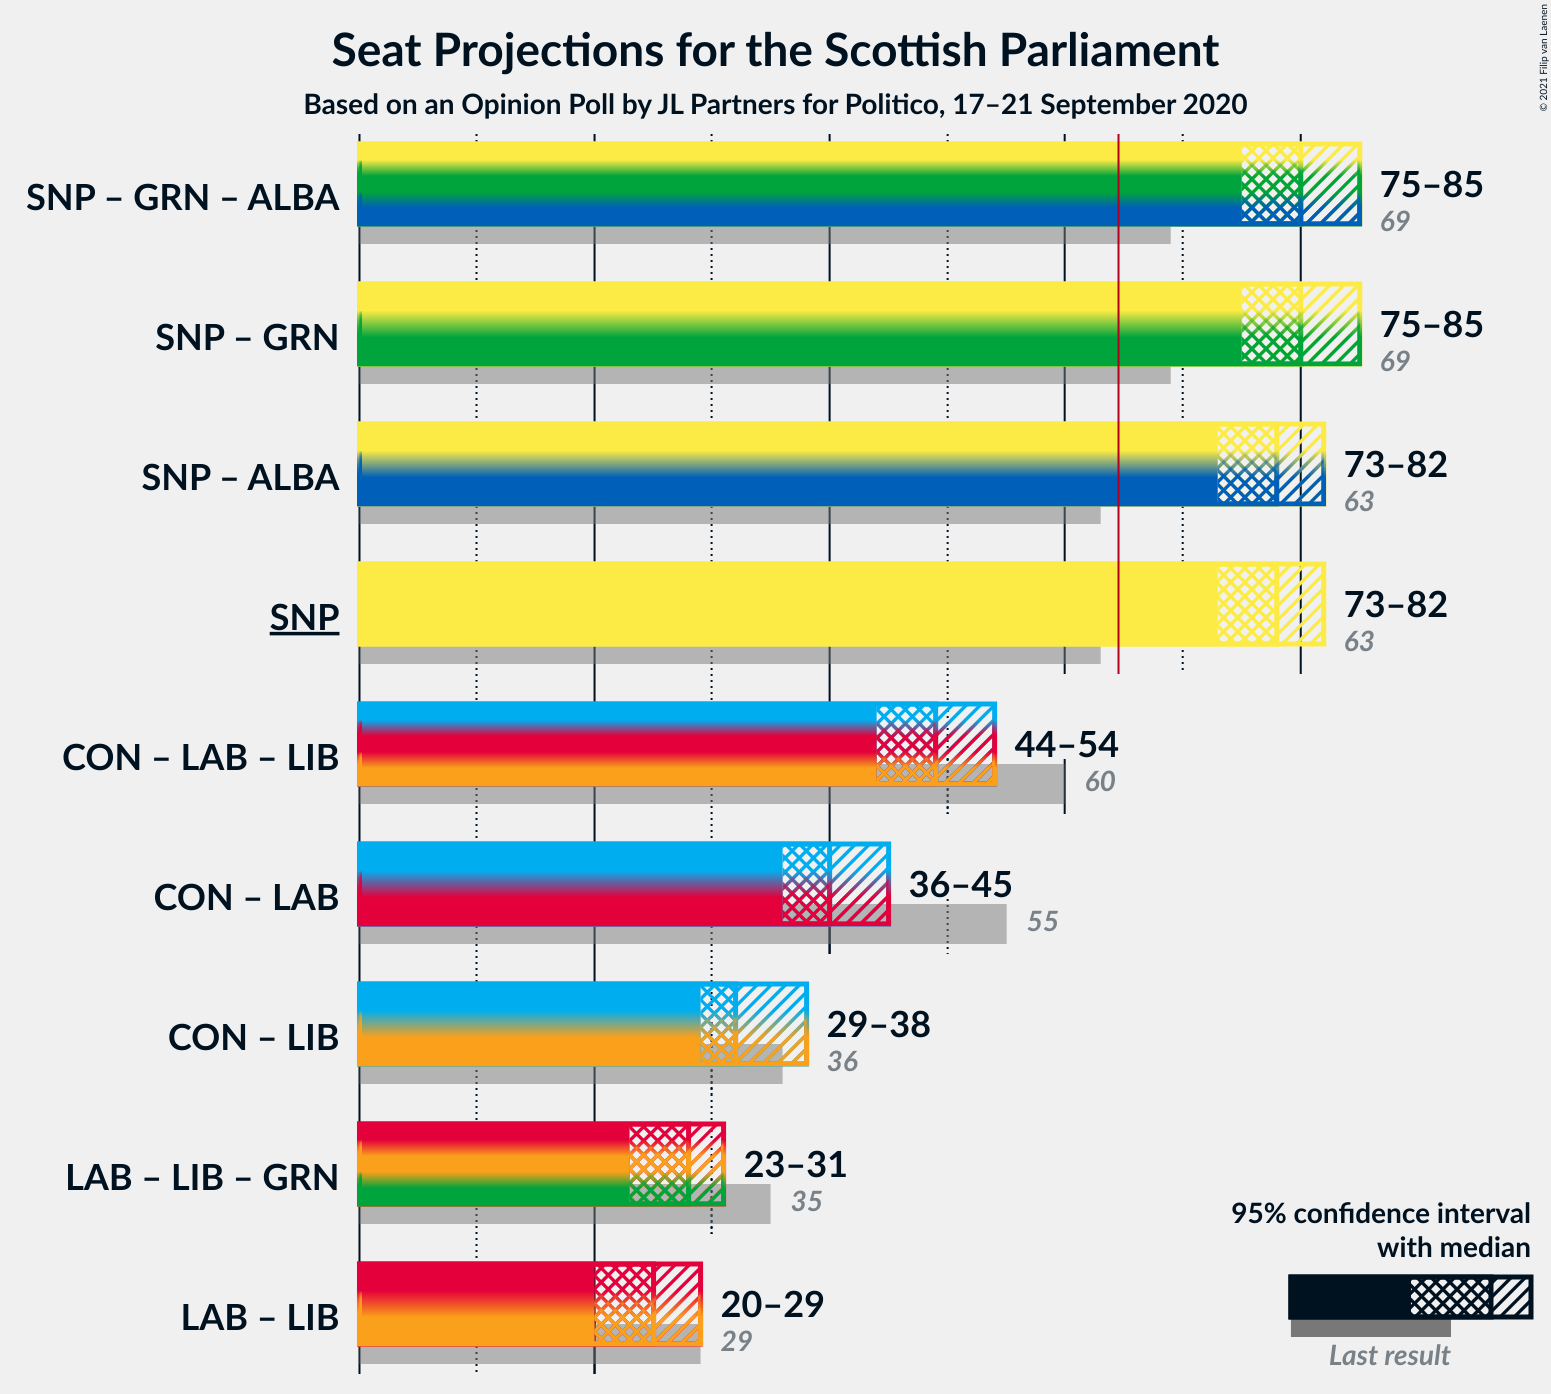 Seat Projections for the Scottish Parliament
Based on an Opinion Poll by JL Partners for Politico, 17–21 September 2020
© 2021 Filip van Laenen
SNP – GRN – ALBA
75–85
69
SNP – GRN
75–85
69
SNP – ALBA
73–82
63
SNP
73–82
63
CON – LAB – LIB
44–54
60
CON – LAB
36–45
55
CON – LIB
29–38
36
LAB – LIB – GRN
23–31
35
LAB – LIB
20–29
29
95% confidence interval
with median
Last result